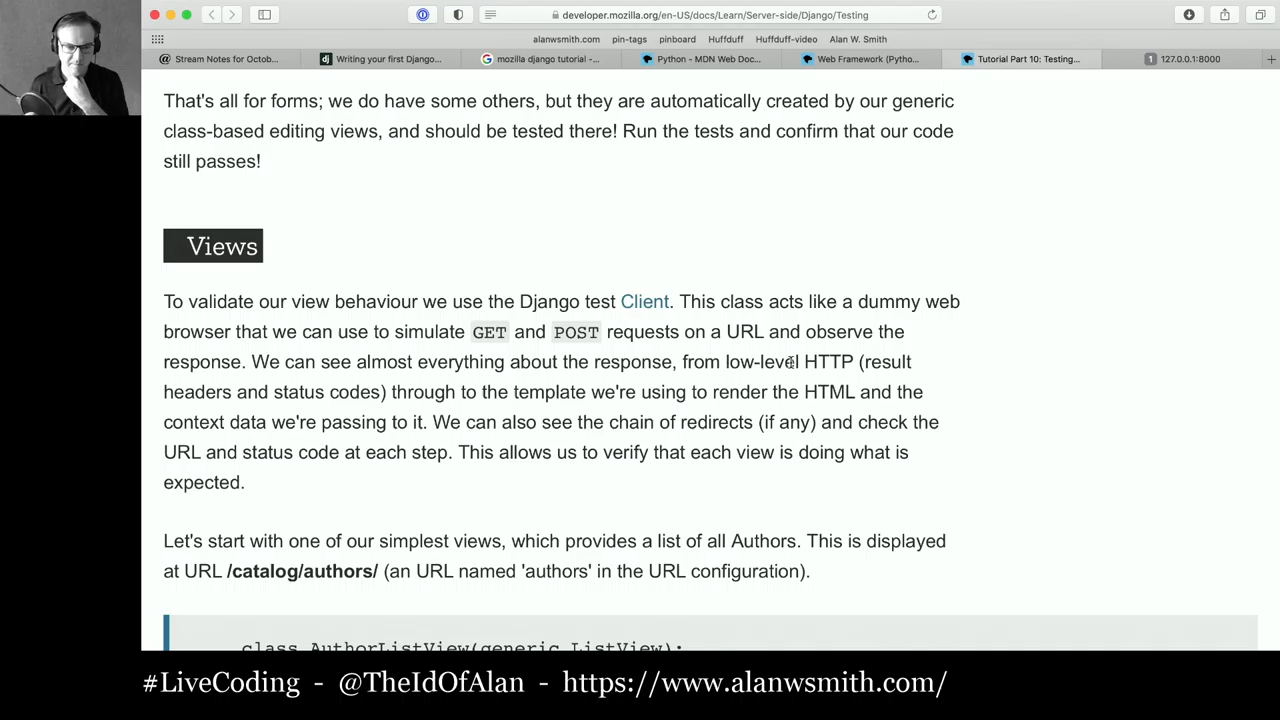 developer.mozilla.org/en-US/docs/Learn/Server-side/Django/Testing
alanwsmith.com pin-tags pinboard Huffduff Huffduff-video Alan W. Smith
Stream Notes for Octob... Writing your first Django... mozilla django tutorial -... Python - MDN Web Doc... Web Framework (Pytho... Tutorial Part 10: Testing... 1 127.0.0.1:8000
That's all for forms; we do have some others, but they are automatically created by our generic
class-based editing views, and should be tested there! Run the tests and confirm that our code
still passes!
Views
To validate our view behaviour we use the Django test Client. This class acts like a dummy web
browser that we can use to simulate GET and POST requests on a URL and observe the
response. We can see almost everything about the response, from low-level HTTP (result
headers and status codes) through to the template we're using to render the HTML and the
context data we're passing to it. We can also see the chain of redirects (if any) and check the
URL and status code at each step. This allows us to verify that each view is doing what is
expected.
Let's start with one of our simplest views, which provides a list of all Authors. This is displayed
at URL /catalog/authors/ (an URL named 'authors' in the URL configuration).
class AuthorListView(generic.ListView):
#LiveCoding - @TheIdOfAlan - https://www.alanwsmith.com/